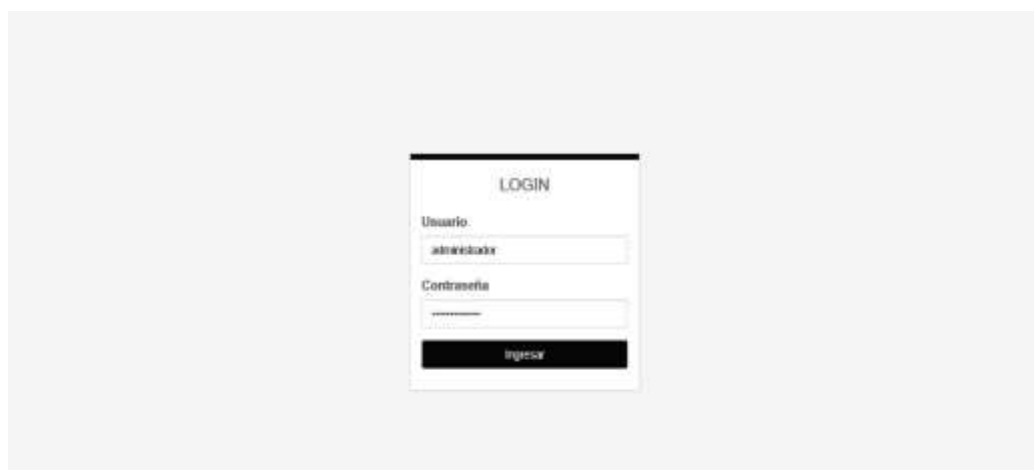 LOGIN
Usuario
administrador
Contraseña
Ingresar